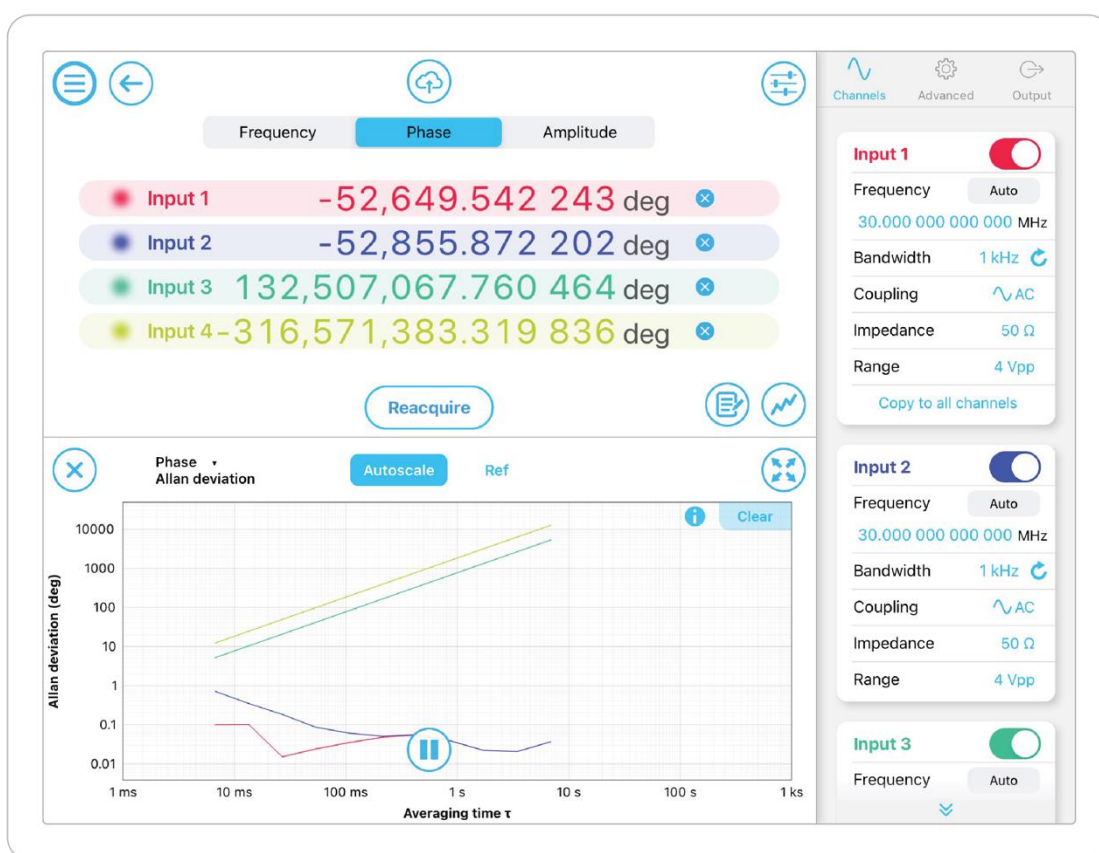 Frequency Phase Amplitude
Input 1 -52,649.542 243 deg
Input 2 -52,855.872 202 deg
Input 3 132,507,067.760 464 deg
Input 4 -316,571,383.319 836 deg
Reacquire
Phase
Allan deviation
Autoscale Ref
Clear
Allan deviation (deg)
10000
1000
100
10
1
0.1
0.01
1 ms 10 ms 100 ms 1 s 10 s 100 s 1 ks
Averaging time τ
Channels Advanced Output
Input 1
Frequency Auto
30.000 000 000 000 MHz
Bandwidth 1 kHz
Coupling AC
Impedance 50 Ω
Range 4 Vpp
Copy to all channels
Input 2
Frequency Auto
30.000 000 000 000 MHz
Bandwidth 1 kHz
Coupling AC
Impedance 50 Ω
Range 4 Vpp
Input 3
Frequency Auto